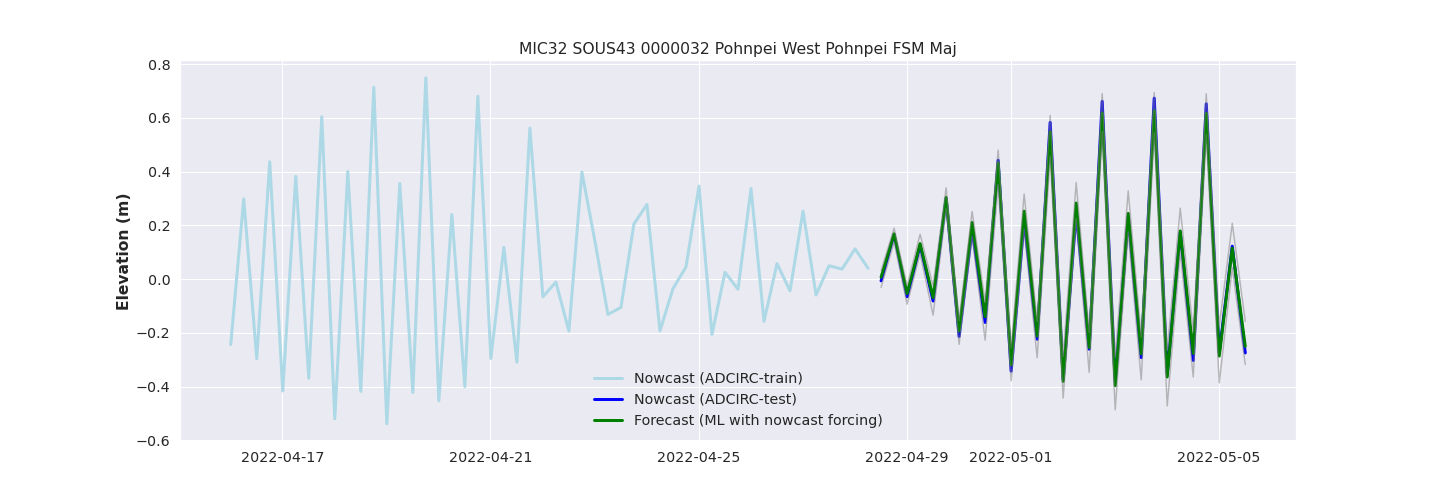 MIC32 SOUS43 0000032 Pohnpei West Pohnpei FSM Maj
Elevation (m)
0.8
0.6
0.4
0.2
0.0
−0.2
−0.4
−0.6
Nowcast (ADCIRC-train)
Nowcast (ADCIRC-test)
Forecast (ML with nowcast forcing)
2022-04-17 2022-04-21 2022-04-25 2022-04-29 2022-05-01 2022-05-05